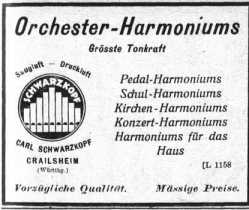 Orchester-Harmoniums
Grösste Tonkraft
Saugluft - Druckluft
SCHWARZKOPF
CARL SCHWARZKOPF
CRAILSHEIM
(Württbg.)
Pedal-Harmoniums
Schul-Harmoniums
Kirchen-Harmoniums
Konzert-Harmoniums
Harmoniums für das
Haus
[L 1158
Vorzügliche Qualität. Mässige Preise.